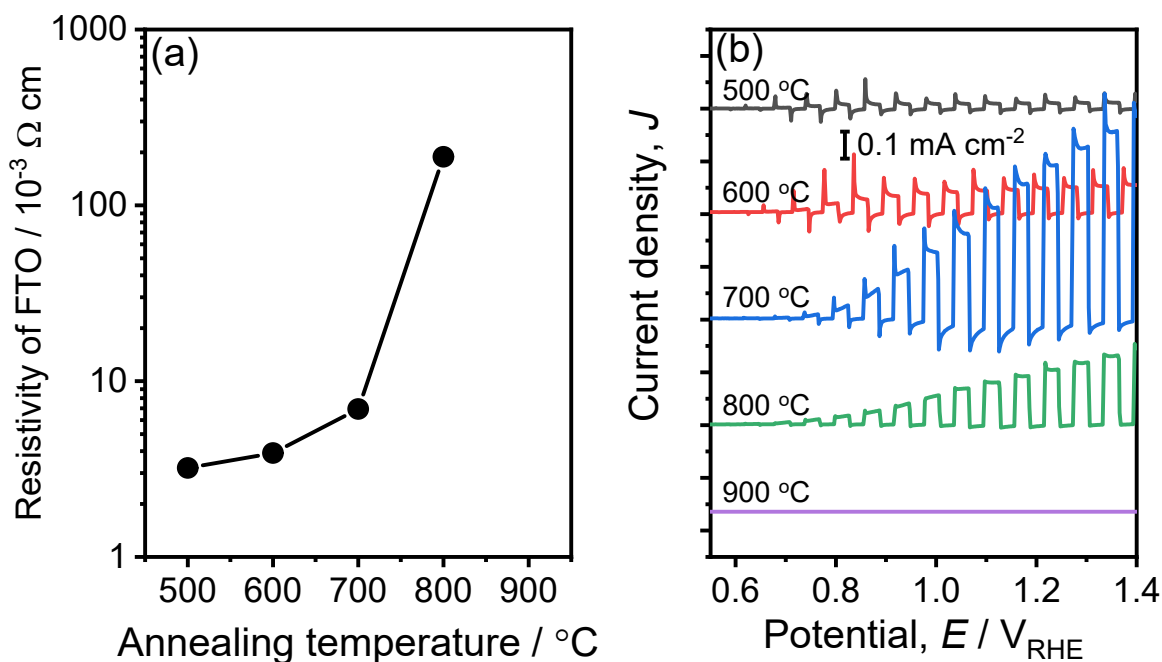 (a)
Resistivity of FTO / 10⁻³ Ω cm
1000
100
10
1
500 600 700 800 900
Annealing temperature / °C
(b)
Current density, J
500 °C
0.1 mA cm-2
600 °C
700 °C
800 °C
900 °C
0.6 0.8 1.0 1.2 1.4
Potential, E / V_RHE